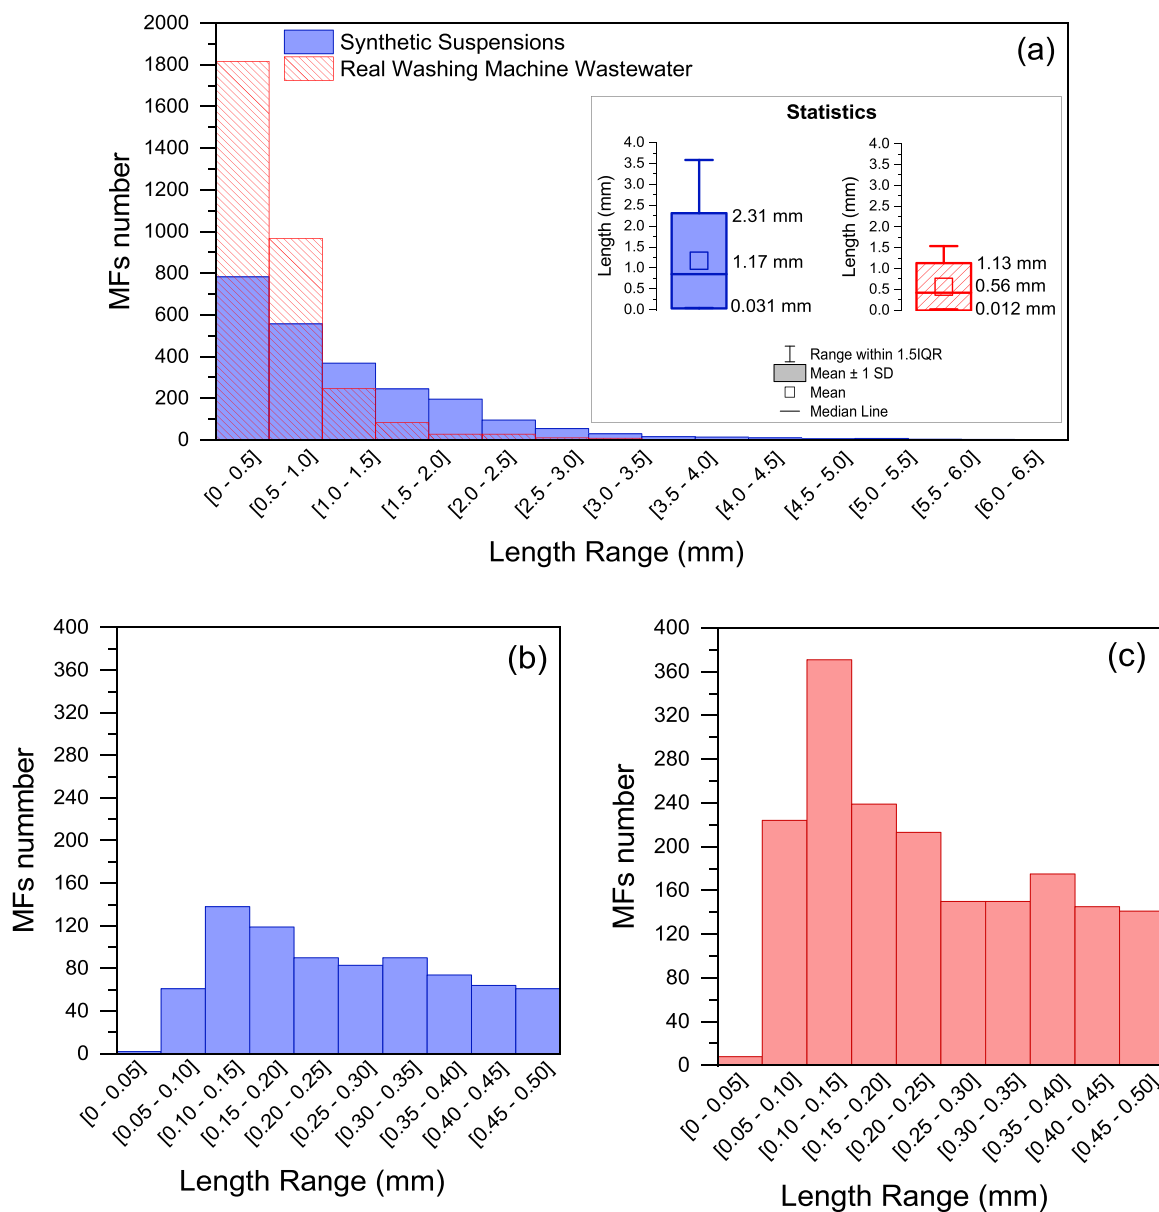 2000
1800
1600
1400
1200
1000
800
600
400
200
0
MFs number
Synthetic Suspensions
Real Washing Machine Wastewater
(a)
Statistics
4.0
3.5
3.0
2.5
2.0
1.5
1.0
0.5
0.0
Length (mm)
2.31 mm
1.17 mm
0.031 mm
4.0
3.5
3.0
2.5
2.0
1.5
1.0
0.5
0.0
Length (mm)
1.13 mm
0.56 mm
0.012 mm
Range within 1.5IQR
Mean ± 1 SD
Mean
Median Line
[0 - 0.5]
[0.5 - 1.0]
[1.0 - 1.5]
[1.5 - 2.0]
[2.0 - 2.5]
[2.5 - 3.0]
[3.0 - 3.5]
[3.5 - 4.0]
[4.0 - 4.5]
[4.5 - 5.0]
[5.0 - 5.5]
[5.5 - 6.0]
[6.0 - 6.5]
Length Range (mm)
400
360
320
280
240
200
160
120
80
40
0
MFs nummber
(b)
[0 - 0.05]
[0.05 - 0.10]
[0.10 - 0.15]
[0.15 - 0.20]
[0.20 - 0.25]
[0.25 - 0.30]
[0.30 - 0.35]
[0.35 - 0.40]
[0.40 - 0.45]
[0.45 - 0.50]
Length Range (mm)
400
360
320
280
240
200
160
120
80
40
0
MFs number
(c)
[0 - 0.05]
[0.05 - 0.10]
[0.10 - 0.15]
[0.15 - 0.20]
[0.20 - 0.25]
[0.25 - 0.30]
[0.30 - 0.35]
[0.35 - 0.40]
[0.40 - 0.45]
[0.45 - 0.50]
Length Range (mm)